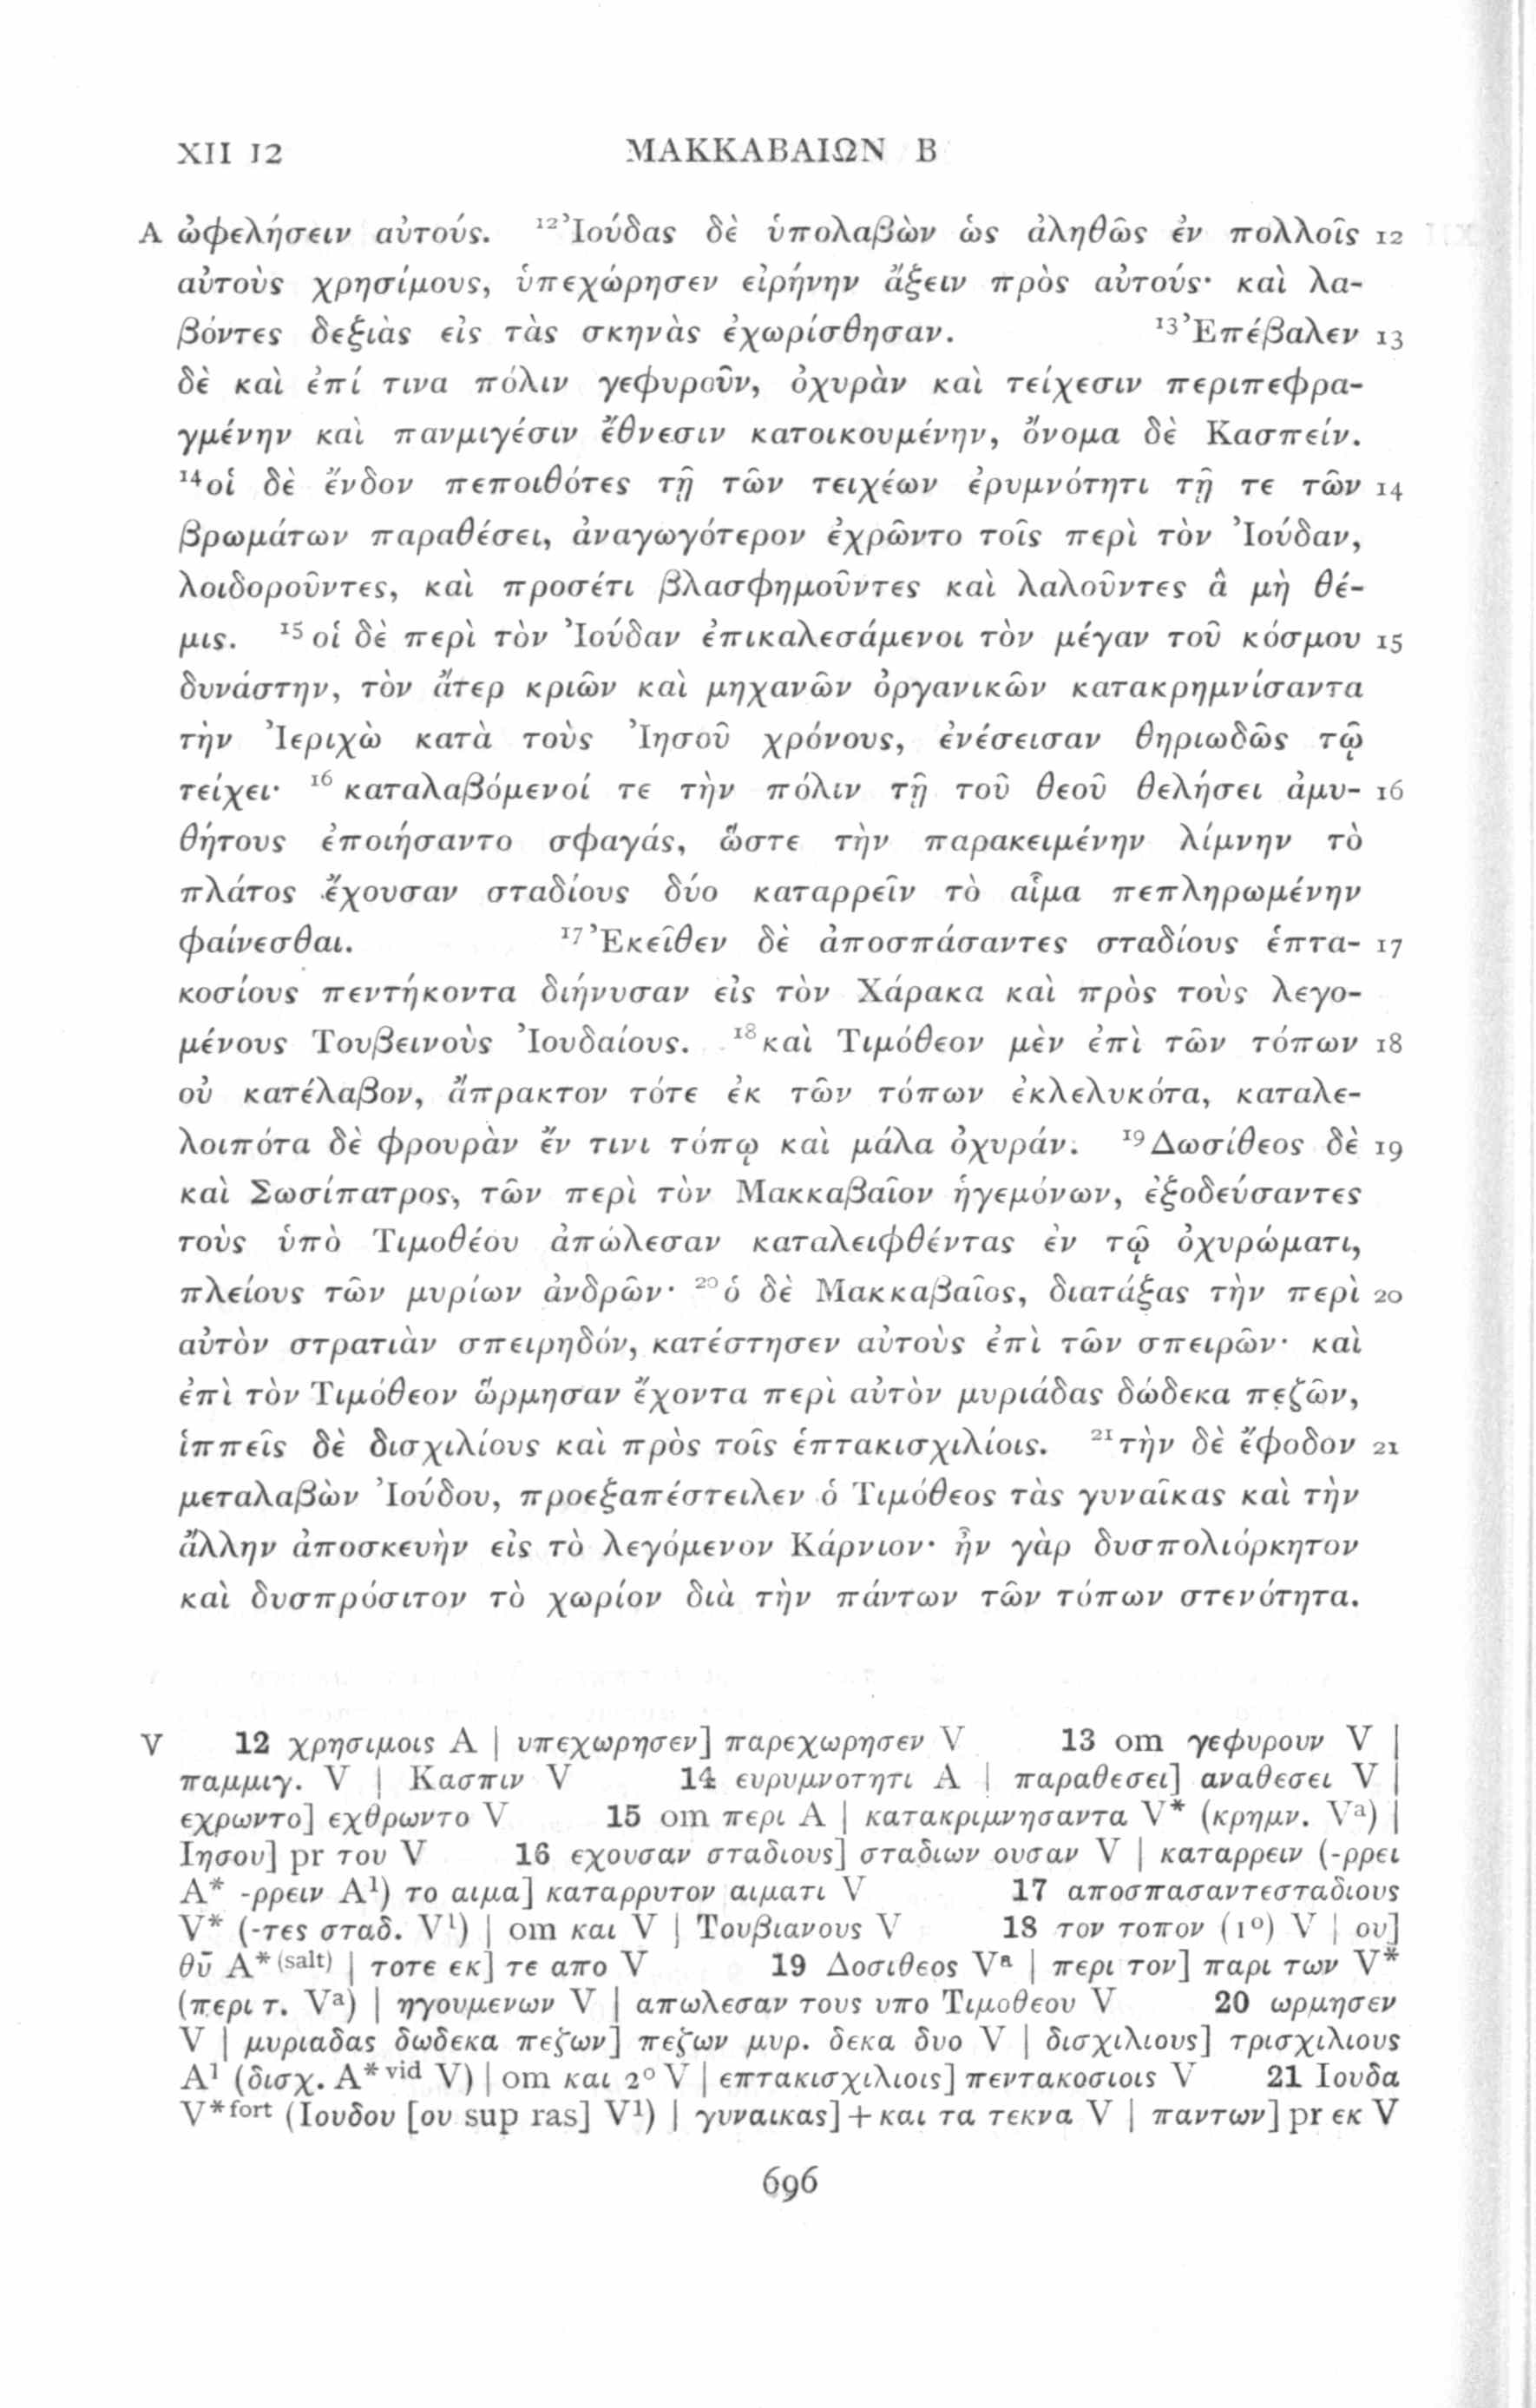 XII 12 ΜΑΚΚΑΒΑΙΩΝ Β
A ὠφελήσειν αὐτούς. ¹²Ἰούδας δὲ ὑπολαβὼν ὡς ἀληθῶς ἐν πολλοῖς 12
αὐτοὺς χρησίμους, ὑπεχώρησεν εἰρήνην ἄξειν πρὸς αὐτούς· καὶ λα-
βόντες δεξιὰς εἰς τὰς σκηνὰς ἐχωρίσθησαν. ¹³Ἐπέβαλεν 13
δὲ καὶ ἐπί τινα πόλιν γεφυροῦν, ὀχυρὰν καὶ τείχεσιν περιπεφρα-
γμένην καὶ πανμιγέσιν ἔθνεσιν κατοικουμένην, ὄνομα δὲ Κασπείν.
¹⁴οἱ δὲ ἔνδον πεποιθότες τῇ τῶν τειχέων ἐρυμνότητι τῇ τε τῶν 14
βρωμάτων παραθέσει, ἀναγωγότερον ἐχρῶντο τοῖς περὶ τὸν Ἰούδαν,
λοιδοροῦντες, καὶ προσέτι βλασφημοῦντες καὶ λαλοῦντες ἃ μὴ θέ-
μις. ¹⁵οἱ δὲ περὶ τὸν Ἰούδαν ἐπικαλεσάμενοι τὸν μέγαν τοῦ κόσμου 15
δυνάστην, τὸν ἄτερ κριῶν καὶ μηχανῶν ὀργανικῶν κατακρημνίσαντα
τὴν Ἰεριχὼ κατὰ τοὺς Ἰησοῦ χρόνους, ἐνέσεισαν θηριωδῶς τῷ
τείχει· ¹⁶καταλαβόμενοί τε τὴν πόλιν τῇ τοῦ θεοῦ θελήσει ἀμυ- 16
θήτους ἐποιήσαντο σφαγάς, ὥστε τὴν παρακειμένην λίμνην τὸ
πλάτος ἔχουσαν σταδίους δύο καταρρεῖν τὸ αἷμα πεπληρωμένην
φαίνεσθαι. ¹⁷Ἐκεῖθεν δὲ ἀποσπάσαντες σταδίους ἑπτα- 17
κοσίους πεντήκοντα διήνυσαν εἰς τὸν Χάρακα καὶ πρὸς τοὺς λεγο-
μένους Τουβεινοὺς Ἰουδαίους. ¹⁸καὶ Τιμόθεον μὲν ἐπὶ τῶν τόπων 18
οὐ κατέλαβον, ἄπρακτον τότε ἐκ τῶν τόπων ἐκλελυκότα, καταλε-
λοιπότα δὲ φρουρὰν ἔν τινι τόπῳ καὶ μάλα ὀχυράν. ¹⁹Δωσίθεος δὲ 19
καὶ Σωσίπατρος, τῶν περὶ τὸν Μακκαβαῖον ἡγεμόνων, ἐξοδεύσαντες
τοὺς ὑπὸ Τιμοθέου ἀπώλεσαν καταλειφθέντας ἐν τῷ ὀχυρώματι,
πλείους τῶν μυρίων ἀνδρῶν· ²⁰ὁ δὲ Μακκαβαῖος, διατάξας τὴν περὶ 20
αὐτὸν στρατιὰν σπειρηδόν, κατέστησεν αὐτοὺς ἐπὶ τῶν σπειρῶν· καὶ
ἐπὶ τὸν Τιμόθεον ὥρμησαν ἔχοντα περὶ αὐτὸν μυριάδας δώδεκα πεζῶν,
ἱππεῖς δὲ δισχιλίους καὶ πρὸς τοῖς ἑπτακισχιλίοις. ²¹τὴν δὲ ἔφοδον 21
μεταλαβὼν Ἰούδου, προεξαπέστειλεν ὁ Τιμόθεος τὰς γυναῖκας καὶ τὴν
ἄλλην ἀποσκευὴν εἰς τὸ λεγόμενον Κάρνιον· ἦν γὰρ δυσπολιόρκητον
καὶ δυσπρόσιτον τὸ χωρίον διὰ τὴν πάντων τῶν τόπων στενότητα.
V 12 χρησιμοις A | υπεχωρησεν] παρεχωρησεν V 13 om γεφυρουν V |
παμμιγ. V | Κασπιν V 14 ευρυμνοτητι A | παραθεσει] αναθεσει V |
εχρωντο] εχθρωντο V 15 om περι A | κατακριμνησαντα V* (κρημν. Vᵃ) |
Ιησου] pr του V 16 εχουσαν σταδιους] σταδιων ουσαν V | καταρρειν (-ρρει
A* -ρρειν A¹) το αιμα] καταρρυτον αιματι V 17 αποσπασαντεσταδιους
V* (-τες σταδ. V¹) | om και V | Τουβιανους V 18 τον τοπον (1º) V | ου]
θῡ A* (salt) | τοτε εκ] τε απο V 19 Δοσιθεος Vᵃ | περι τον] παρι των V*
(περι τ. Vᵃ) | ηγουμενων V | απωλεσαν τους υπο Τιμοθεου V 20 ωρμησεν
V | μυριαδας δωδεκα πεζων] πεζων μυρ. δεκα δυο V | δισχιλιους] τρισχιλιους
A¹ (δισχ. A* vid V) | om και 2º V | επτακισχιλιοις] πεντακοσιοις V 21 Ιουδα
V* fort (Ιουδου [ου sup ras] V¹) | γυναικας] + και τα τεκνα V | παντων] pr εκ V
696